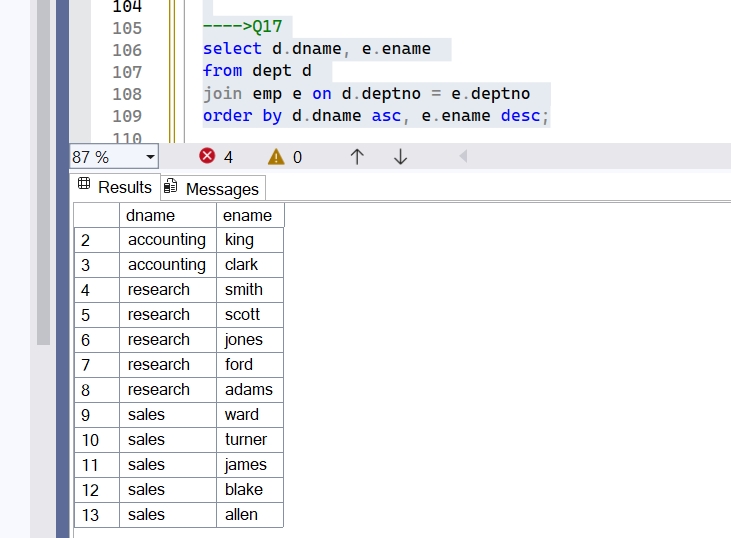 104
105 ---->Q17
106 select d.dname, e.ename
107 from dept d
108 join emp e on d.deptno = e.deptno
109 order by d.dname asc, e.ename desc;
110
87 % 4 0
Results Messages
dname ename
2 accounting king
3 accounting clark
4 research smith
5 research scott
6 research jones
7 research ford
8 research adams
9 sales ward
10 sales turner
11 sales james
12 sales blake
13 sales allen